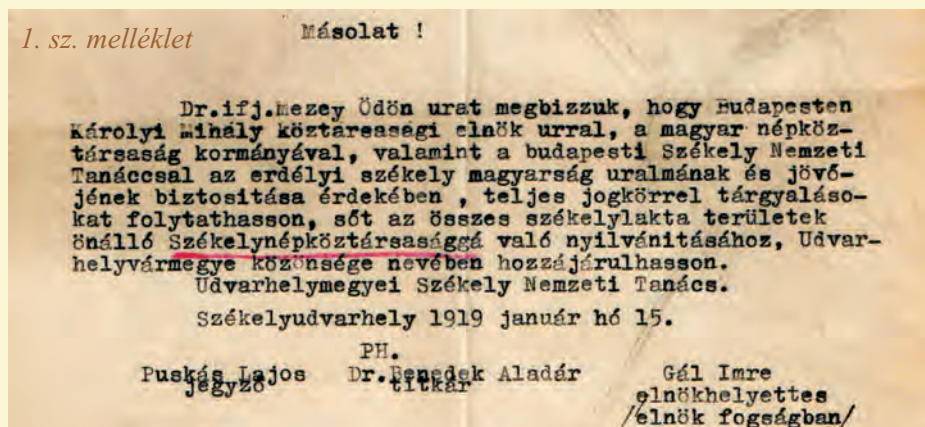 1. sz. melléklet
Másolat !
Dr.ifj.Mezey Ödön urat megbizzuk, hogy Budapesten
Károlyi Mihály köztársasági elnök urral, a magyar népköz-
társaság kormányával, valamint a budapesti Székely Nemzeti
Tanáccsal az erdélyi székely magyarság uralmának és jövő-
jének biztositása érdekében , teljes jogkörrel tárgyaláso-
kat folytathasson, sőt az összes székelylakta területek
önálló Székelynépköztársasággá való nyilvánitásához, Udvar-
helyvármegye közönsége nevében hozzájárulhasson.
Udvarhelymegyei Székely Nemzeti Tanács.
Székelyudvarhely 1919 január hó 15.
PH.
Puskás Lajos Dr.Benedek Aladár Gál Imre
jegyző titkár elnökhelyettes
/elnök fogságban/